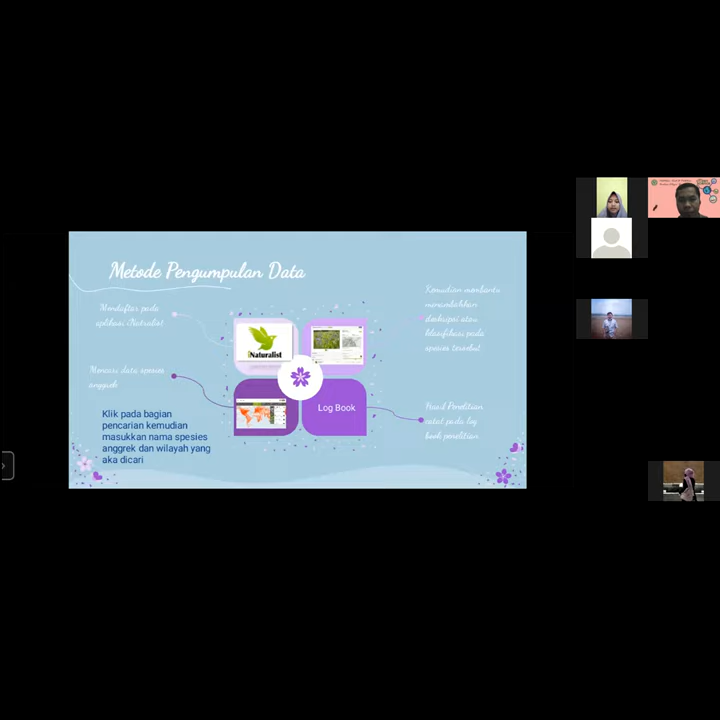 Metode Pengumpulan Data
Mendaftar pada
aplikasi iNaturalist
Mencari data spesies
anggrek
Klik pada bagian
pencarian kemudian
masukkan nama spesies
anggrek dan wilayah yang
aka dicari
iNaturalist
Log Book
Kemudian membantu
menambahkan
deskripsi atau
klasifikasi pada
spesies tersebut
Hasil Penelitian
catat pada log
book penelitian